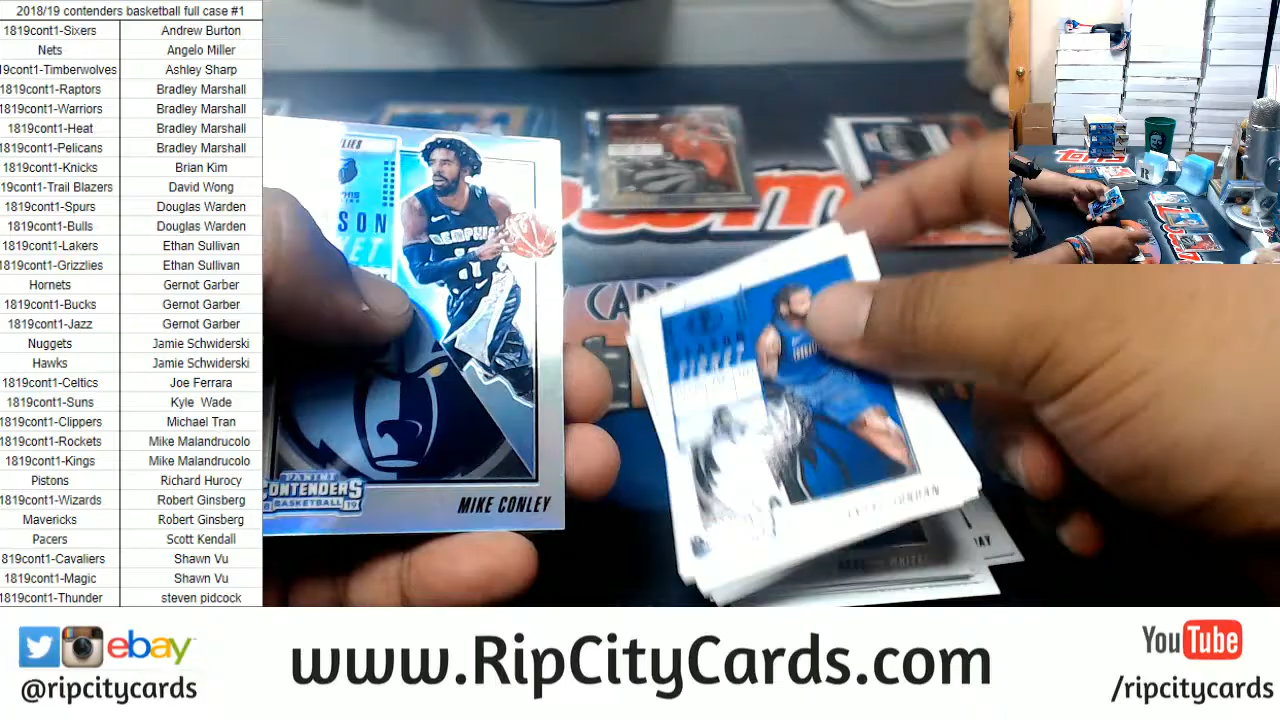 2018/19 contenders basketball full case #1
1819cont1-Sixers Andrew Burton
Nets Angelo Miller
19cont1-Timberwolves Ashley Sharp
1819cont1-Raptors Bradley Marshall
1819cont1-Warriors Bradley Marshall
1819cont1-Heat Bradley Marshall
1819cont1-Pelicans Bradley Marshall
1819cont1-Knicks Brian Kim
19cont1-Trail Blazers David Wong
1819cont1-Spurs Douglas Warden
1819cont1-Bulls Douglas Warden
1819cont1-Lakers Ethan Sullivan
1819cont1-Grizzlies Ethan Sullivan
Hornets Gernot Garber
1819cont1-Bucks Gernot Garber
1819cont1-Jazz Gernot Garber
Nuggets Jamie Schwiderski
Hawks Jamie Schwiderski
1819cont1-Celtics Joe Ferrara
1819cont1-Suns Kyle Wade
1819cont1-Clippers Michael Tran
1819cont1-Rockets Mike Malandrucolo
1819cont1-Kings Mike Malandrucolo
Pistons Richard Hurocy
1819cont1-Wizards Robert Ginsberg
Mavericks Robert Ginsberg
Pacers Scott Kendall
819cont1-Cavaliers Shawn Vu
1819cont1-Magic Shawn Vu
1819cont1-Thunder steven pidcock
MEMPHIS
PANINI
CONTENDERS
BASKETBALL
MIKE CONLEY
TICKET
ebay
@ripcitycards
www.RipCityCards.com
YouTube
/ripcitycards